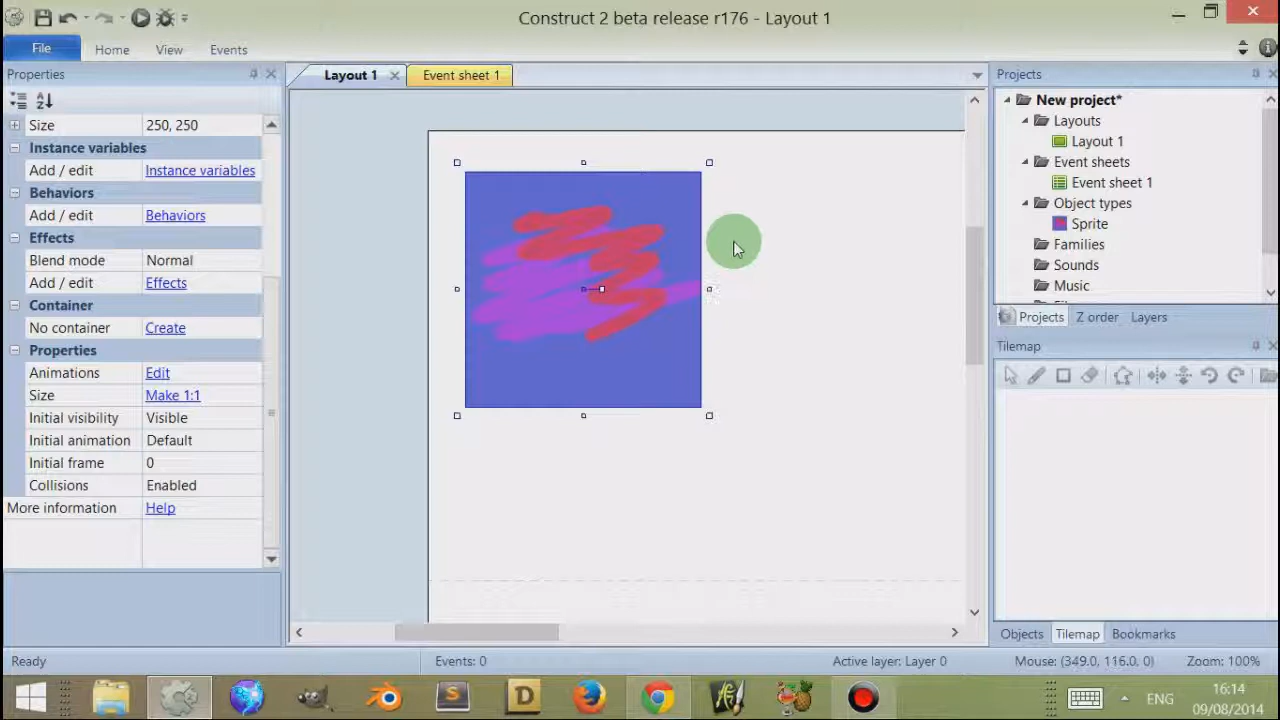 Construct 2 beta release r176 - Layout 1
File
Home
View
Events
Properties
Size 250, 250
Instance variables
Add / edit Instance variables
Behaviors
Add / edit Behaviors
Effects
Blend mode Normal
Add / edit Effects
Container
No container Create
Properties
Animations Edit
Size Make 1:1
Initial visibility Visible
Initial animation Default
Initial frame 0
Collisions Enabled
More information Help
Layout 1
Event sheet 1
Projects
New project*
Layouts
Layout 1
Event sheets
Event sheet 1
Object types
Sprite
Families
Sounds
Music
Projects Z order Layers
Tilemap
Objects Tilemap Bookmarks
Ready
Events: 0
Active layer: Layer 0
Mouse: (349.0, 116.0, 0)
Zoom: 100%
ENG
16:14
09/08/2014